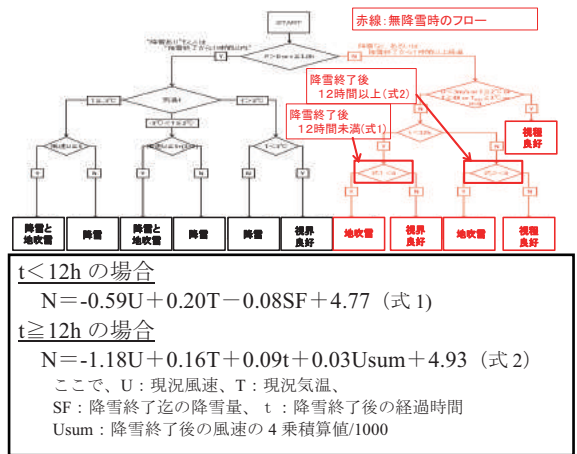 START
赤線:無降雪時のフロー
Y
N
降雪終了後
12時間以上(式2)
降雪終了後
12時間未満(式1)
Y
視程
良好
Y
N
Y
N
Y
N
Y
N
Y
N
降雪と
地吹雪
降雪
降雪と
地吹雪
降雪
降雪
視界
良好
地吹雪
視界
良好
地吹雪
視程
良好
t<12h の場合
N=-0.59U+0.20T-0.08SF+4.77 (式 1)
t≧12h の場合
N=-1.18U+0.16T+0.09t+0.03Usum+4.93 (式 2)
ここで、U:現況風速、T:現況気温、
SF:降雪終了迄の降雪量、t:降雪終了後の経過時間
Usum:降雪終了後の風速の 4 乗積算値/1000